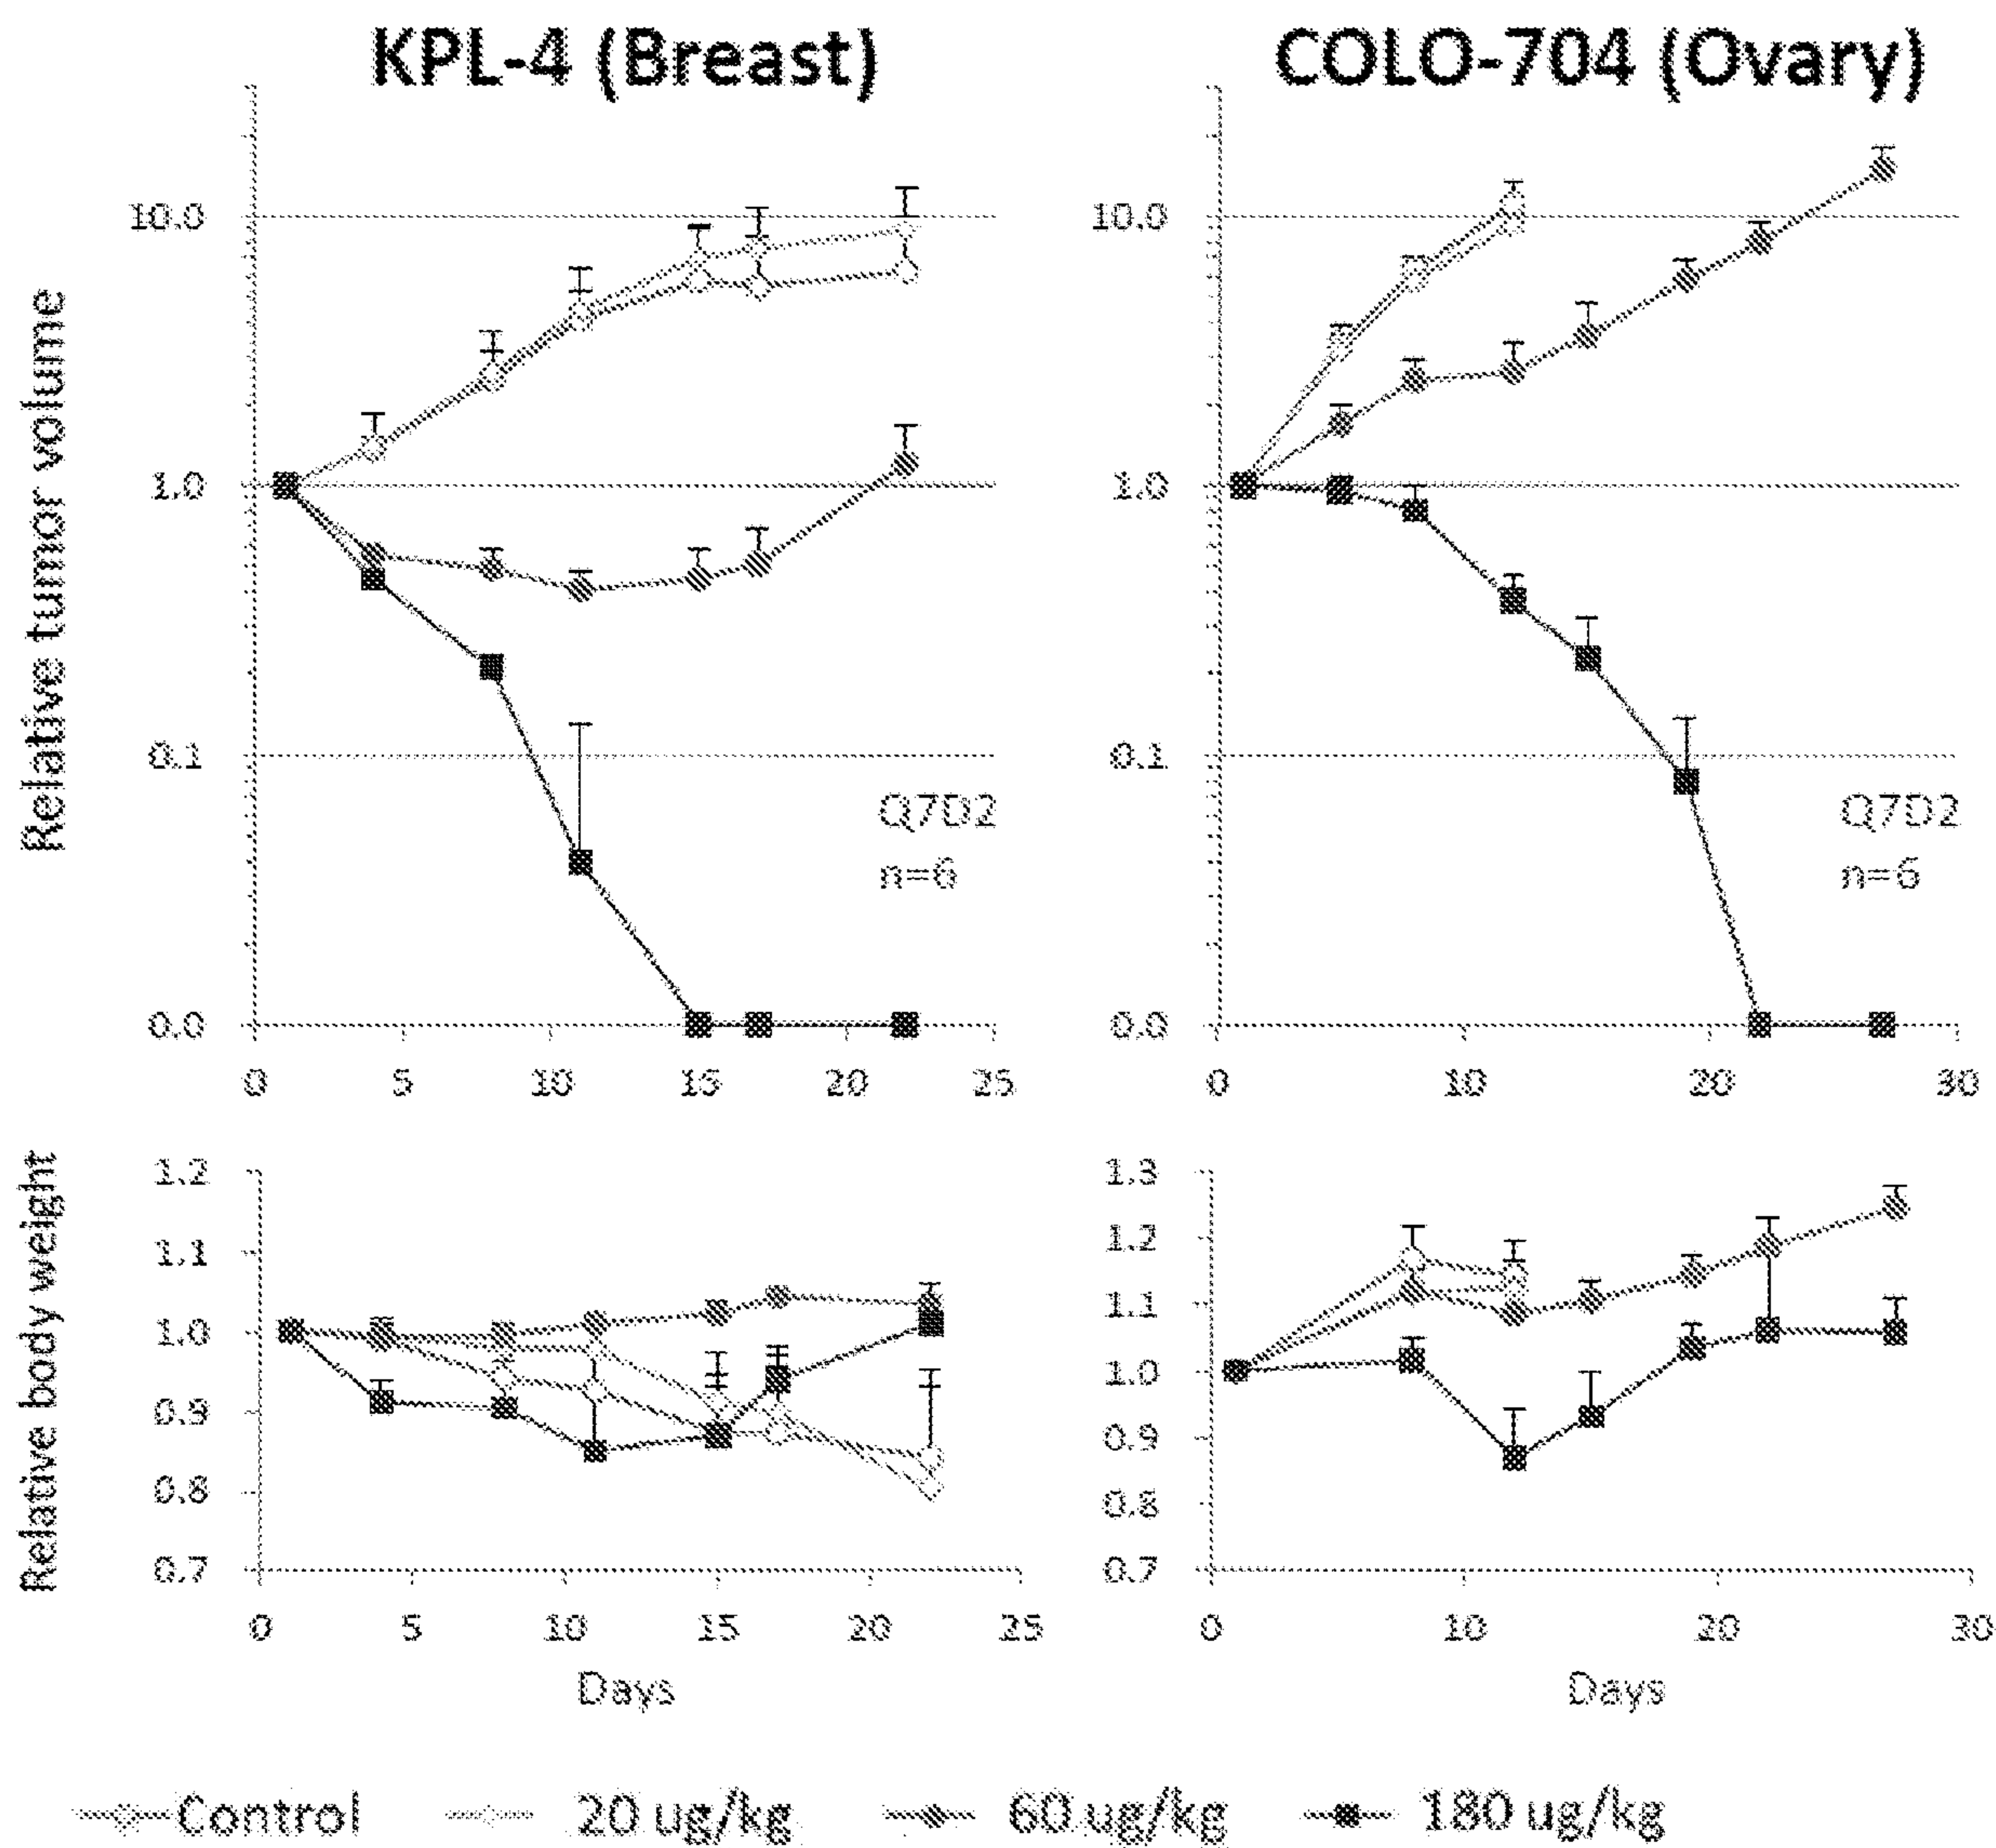 KPL-4 (Breast)
COLO-704 (Ovary)
Relative tumor volume
10.0
1.0
0.1
0.0
Q7D2
n=6
0 5 10 15 20 25
10.0
1.0
0.1
0.0
Q7D2
n=6
0 10 20 30
Relative body weight
1.2
1.1
1.0
0.9
0.8
0.7
0 5 10 15 20 25
Days
1.3
1.2
1.1
1.0
0.9
0.8
0.7
0 10 20 30
Days
Control 20 ug/kg 60 ug/kg 180 ug/kg